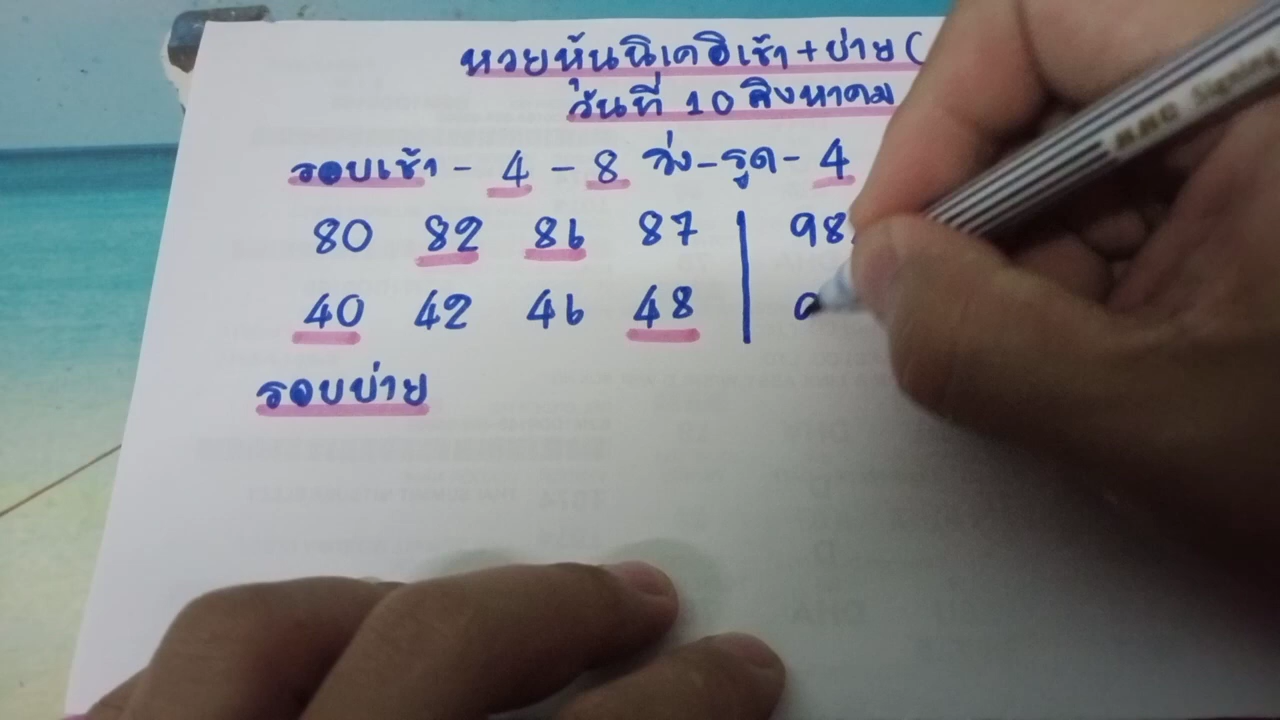 หวยหุ้นนิเคอิเช้า+บ่าย(
วันที่ 10 สิงหาคม
รอบเช้า - 4 - 8 วิ่ง-รูด- 4
80 82 86 87 | 98
40 42 46 48 |
รอบบ่าย